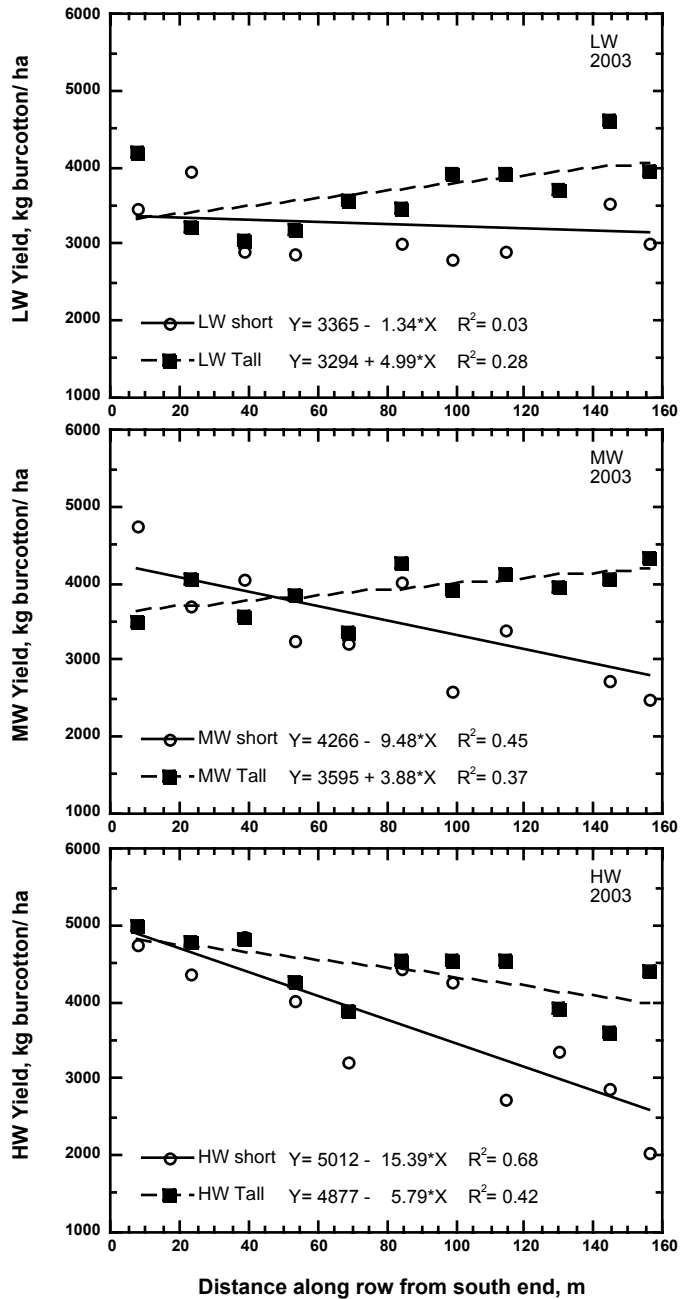 LW Yield, kg burcotton/ ha
6000
5000
4000
3000
2000
1000
LW
2003
LW short Y= 3365 - 1.34*X R²= 0.03
LW Tall Y= 3294 + 4.99*X R²= 0.28
0 20 40 60 80 100 120 140 160
MW Yield, kg burcotton/ ha
6000
5000
4000
3000
2000
1000
MW
2003
MW short Y= 4266 - 9.48*X R²= 0.45
MW Tall Y= 3595 + 3.88*X R²= 0.37
0 20 40 60 80 100 120 140 160
HW Yield, kg burcotton/ ha
6000
5000
4000
3000
2000
1000
HW
2003
HW short Y= 5012 - 15.39*X R²= 0.68
HW Tall Y= 4877 - 5.79*X R²= 0.42
0 20 40 60 80 100 120 140 160
Distance along row from south end, m